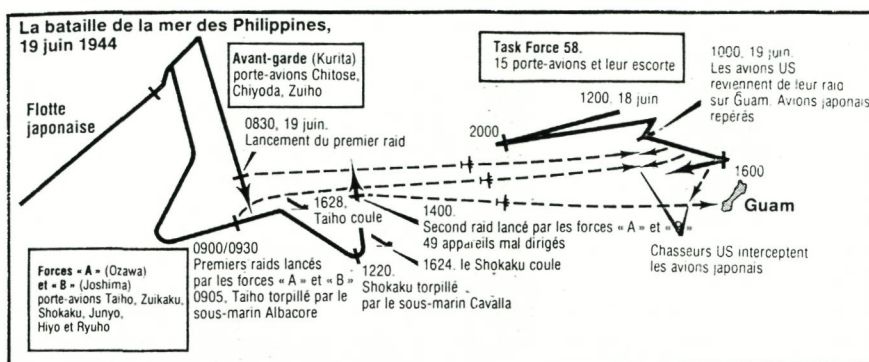 La bataille de la mer des Philippines,
19 juin 1944
Flotte
japonaise
Avant-garde (Kurita)
porte-avions Chitose,
Chiyoda, Zuiho
0830, 19 juin.
Lancement du premier raid
Task Force 58.
15 porte-avions et leur escorte
1200, 18 juin
2000
1000, 19 juin.
Les avions US
reviennent de leur raid
sur Guam. Avions japonais
repérés
1600
Guam
Chasseurs US interceptent
les avions japonais
1628,
Taiho coule
1400.
Second raid lancé par les forces « A » et
49 appareils mal dirigés
1624. le Shokaku coule
1220.
Shokaku torpillé
par le sous-marin Cavalla
0900/0930
Premiers raids lancés
par les forces « A » et « B »
0905, Taiho torpillé par le
sous-marin Albacore
Forces « A » (Ozawa)
et « B » (Joshima)
porte-avions Taiho, Zuikaku,
Shokaku, Junyo,
Hiyo et Ryuho